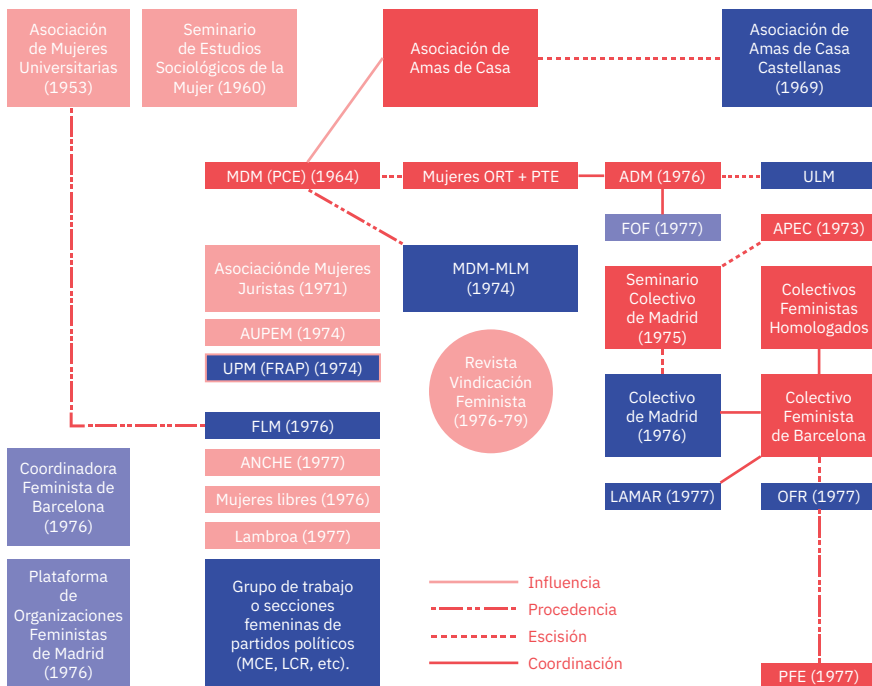 Asociación
de Mujeres
Universitarias
(1953)
Seminario
de Estudios
Sociológicos de la
Mujer (1960)
Asociación de
Amas de Casa
Asociación de
Amas de Casa
Castellanas
(1969)
MDM (PCE) (1964)
Mujeres ORT + PTE
ADM (1976)
ULM
FOF (1977)
APEC (1973)
Asociaciónde Mujeres
Juristas (1971)
MDM-MLM
(1974)
Seminario
Colectivo
de Madrid
(1975)
Colectivos
Feministas
Homologados
AUPEM (1974)
UPM (FRAP) (1974)
Revista
Vindicación
Feminista
(1976-79)
Colectivo
de Madrid
(1976)
Colectivo
Feminista
de Barcelona
FLM (1976)
ANCHE (1977)
Coordinadora
Feminista de
Barcelona
(1976)
Mujeres libres (1976)
LAMAR (1977)
OFR (1977)
Lambroa (1977)
Plataforma
de
Organizaciones
Feministas
de Madrid
(1976)
Grupo de trabajo
o secciones
femeninas de
partidos políticos
(MCE, LCR, etc).
Influencia
Procedencia
Escisión
Coordinación
PFE (1977)